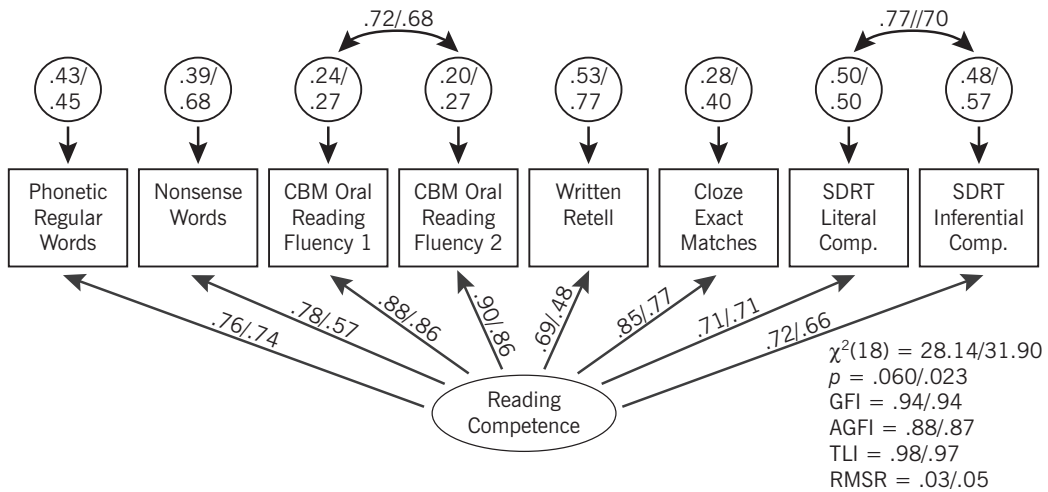 .72/.68
.77//70
.43/
.45
.39/
.68
.24/
.27
.20/
.27
.53/
.77
.28/
.40
.50/
.50
.48/
.57
Phonetic
Regular
Words
Nonsense
Words
CBM Oral
Reading
Fluency 1
CBM Oral
Reading
Fluency 2
Written
Retell
Cloze
Exact
Matches
SDRT
Literal
Comp.
SDRT
Inferential
Comp.
.76/.74
.78/.57
.88/.86
.90/.86
.69/.48
.85/.77
.71/.71
.72/.66
Reading
Competence
χ²(18) = 28.14/31.90
p = .060/.023
GFI = .94/.94
AGFI = .88/.87
TLI = .98/.97
RMSR = .03/.05